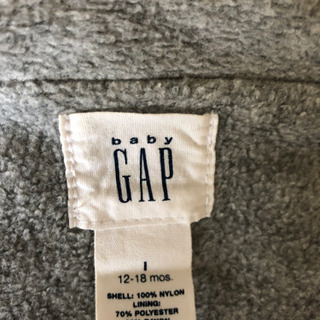 baby
GAP
I
12-18 mos.
SHELL: 100% NYLON
LINING:
70% POLYESTER